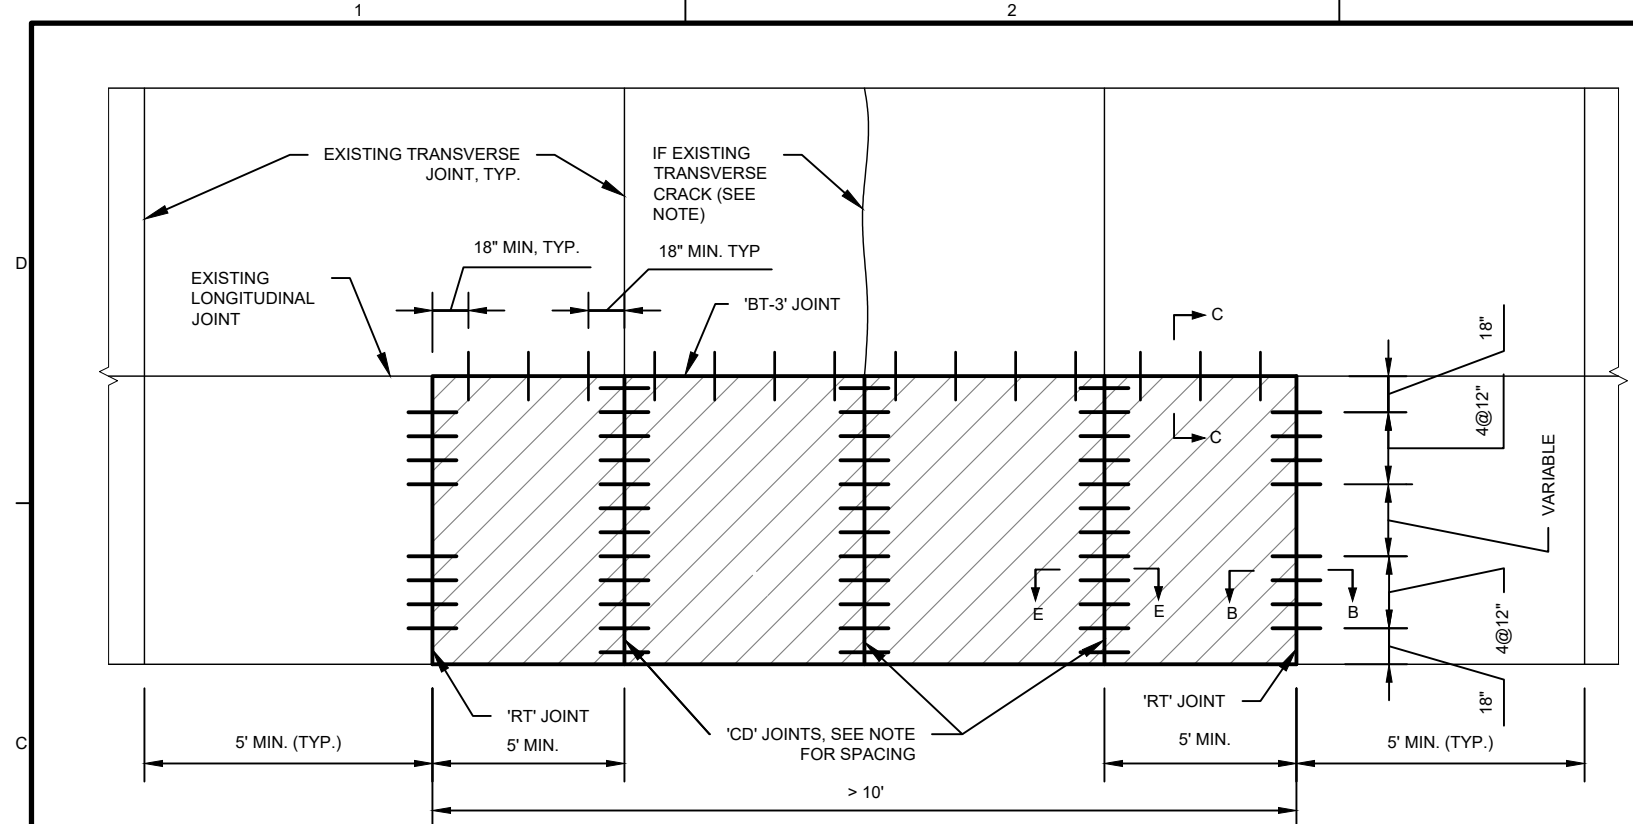 1
2
EXISTING TRANSVERSE
JOINT, TYP.
IF EXISTING
TRANSVERSE
CRACK (SEE
NOTE)
18" MIN, TYP.
18" MIN. TYP
D
EXISTING
LONGITUDINAL
JOINT
'BT-3' JOINT
C
18"
C
4@12"
VARIABLE
E
E
B
B
4@12"
18"
'RT' JOINT
'CD' JOINTS, SEE NOTE
FOR SPACING
'RT' JOINT
C
5' MIN. (TYP.)
5' MIN.
5' MIN.
5' MIN. (TYP.)
> 10'